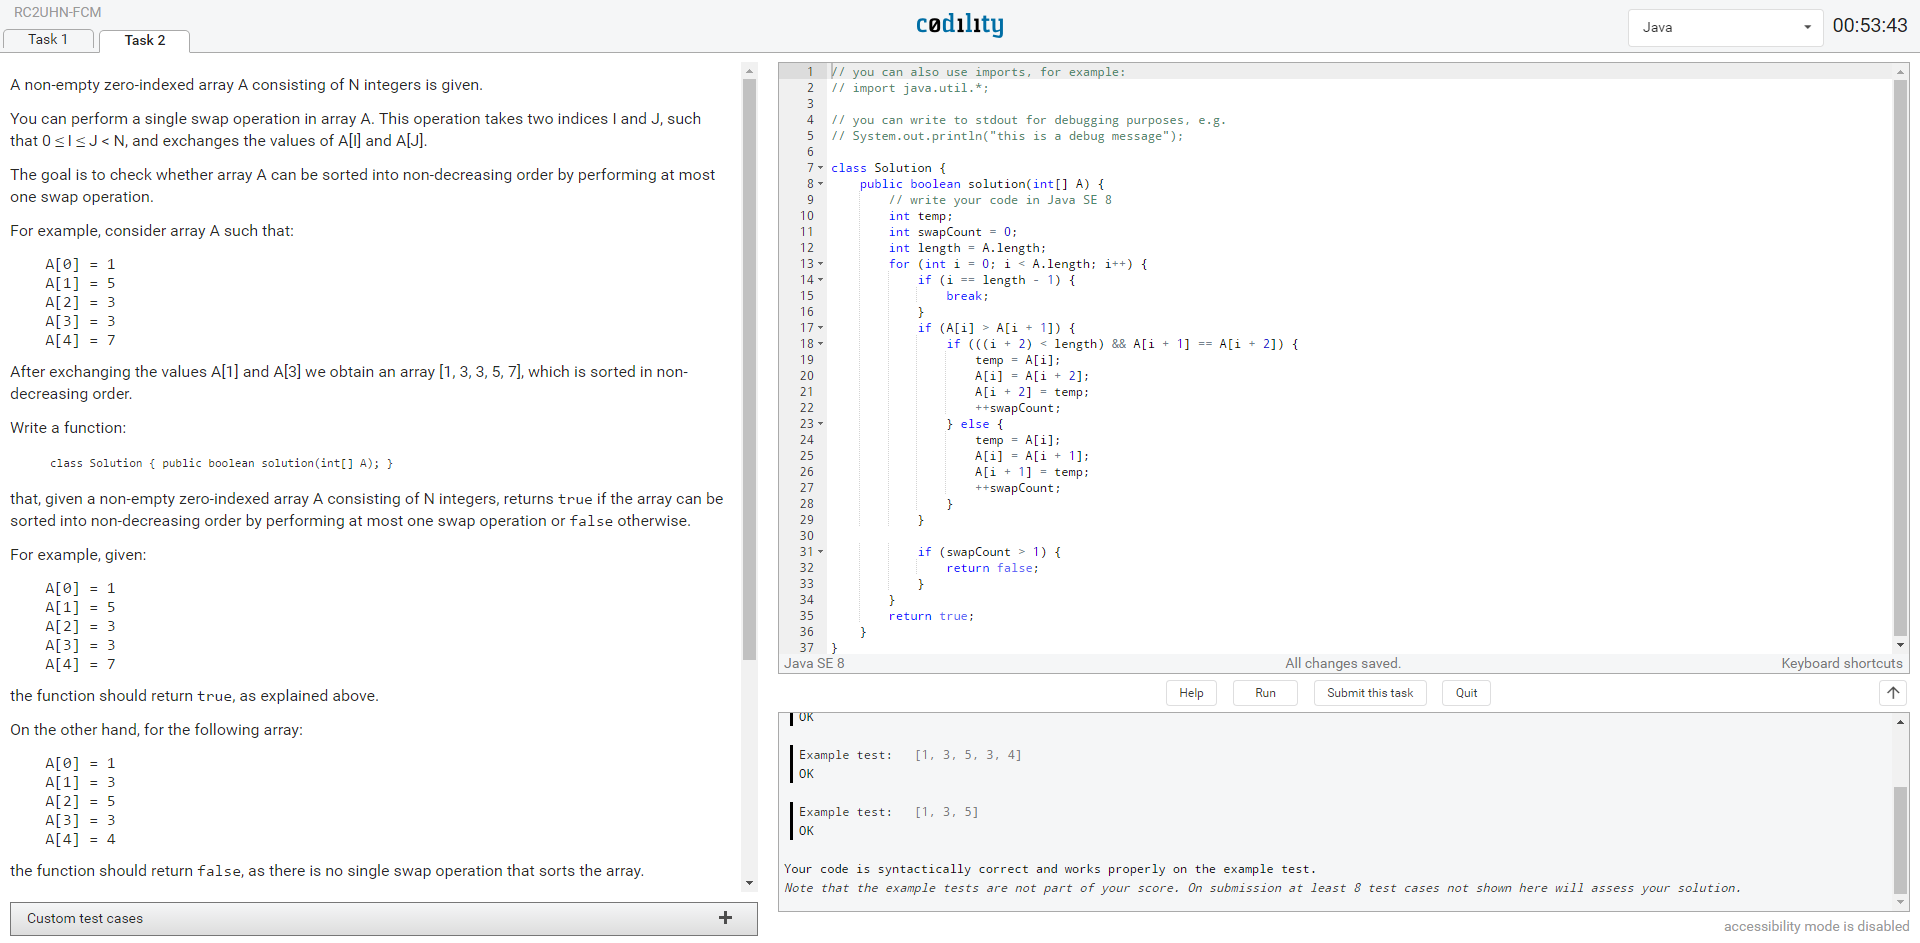 RC2UHN-FCM
Task 1
Task 2
codility
Java
00:53:43
A non-empty zero-indexed array A consisting of N integers is given.
You can perform a single swap operation in array A. This operation takes two indices I and J, such
that 0 ≤ I ≤ J < N, and exchanges the values of A[I] and A[J].
The goal is to check whether array A can be sorted into non-decreasing order by performing at most
one swap operation.
For example, consider array A such that:
A[0] = 1
A[1] = 5
A[2] = 3
A[3] = 3
A[4] = 7
After exchanging the values A[1] and A[3] we obtain an array [1, 3, 3, 5, 7], which is sorted in non-
decreasing order.
Write a function:
class Solution { public boolean solution(int[] A); }
that, given a non-empty zero-indexed array A consisting of N integers, returns true if the array can be
sorted into non-decreasing order by performing at most one swap operation or false otherwise.
For example, given:
A[0] = 1
A[1] = 5
A[2] = 3
A[3] = 3
A[4] = 7
the function should return true, as explained above.
On the other hand, for the following array:
A[0] = 1
A[1] = 3
A[2] = 5
A[3] = 3
A[4] = 4
the function should return false, as there is no single swap operation that sorts the array.
Custom test cases +
1 // you can also use imports, for example:
2 // import java.util.*;
3
4 // you can write to stdout for debugging purposes, e.g.
5 // System.out.println("this is a debug message");
6
7 class Solution {
8 public boolean solution(int[] A) {
9 // write your code in Java SE 8
10 int temp;
11 int swapCount = 0;
12 int length = A.length;
13 for (int i = 0; i < A.length; i++) {
14 if (i == length - 1) {
15 break;
16 }
17 if (A[i] > A[i + 1]) {
18 if (((i + 2) < length) && A[i + 1] == A[i + 2]) {
19 temp = A[i];
20 A[i] = A[i + 2];
21 A[i + 2] = temp;
22 ++swapCount;
23 } else {
24 temp = A[i];
25 A[i] = A[i + 1];
26 A[i + 1] = temp;
27 ++swapCount;
28 }
29 }
30
31 if (swapCount > 1) {
32 return false;
33 }
34 }
35 return true;
36 }
37 }
Java SE 8
All changes saved.
Keyboard shortcuts
Help
Run
Submit this task
Quit
OK
Example test: [1, 3, 5, 3, 4]
OK
Example test: [1, 3, 5]
OK
Your code is syntactically correct and works properly on the example test.
Note that the example tests are not part of your score. On submission at least 8 test cases not shown here will assess your solution.
accessibility mode is disabled